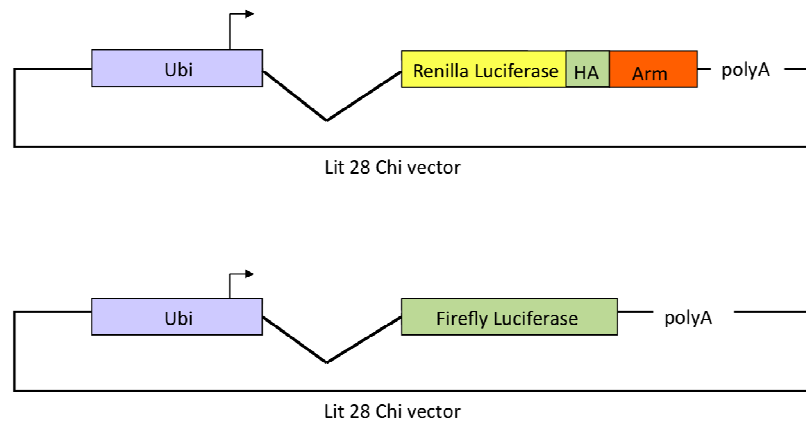 Ubi Renilla Luciferase HA Arm polyA
Lit 28 Chi vector
Ubi Firefly Luciferase polyA
Lit 28 Chi vector